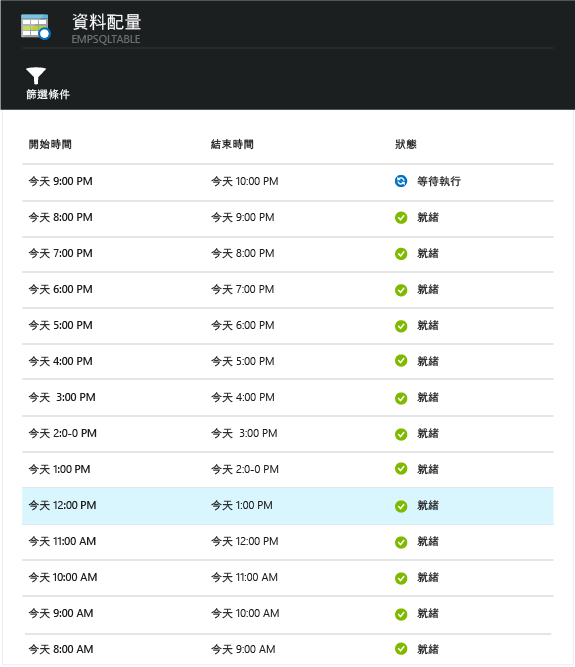 資料配量
EMPSQLTABLE
篩選條件
開始時間 結束時間 狀態
今天 9:00 PM 今天 10:00 PM 等待執行
今天 8:00 PM 今天 9:00 PM 就緒
今天 7:00 PM 今天 8:00 PM 就緒
今天 6:00 PM 今天 7:00 PM 就緒
今天 5:00 PM 今天 6:00 PM 就緒
今天 4:00 PM 今天 5:00 PM 就緒
今天 3:00 PM 今天 4:00 PM 就緒
今天 2:0-0 PM 今天 3:00 PM 就緒
今天 1:00 PM 今天 2:0-0 PM 就緒
今天 12:00 PM 今天 1:00 PM 就緒
今天 11:00 AM 今天 12:00 PM 就緒
今天 10:00 AM 今天 11:00 AM 就緒
今天 9:00 AM 今天 10:00 AM 就緒
今天 8:00 AM 今天 9:00 AM 就緒